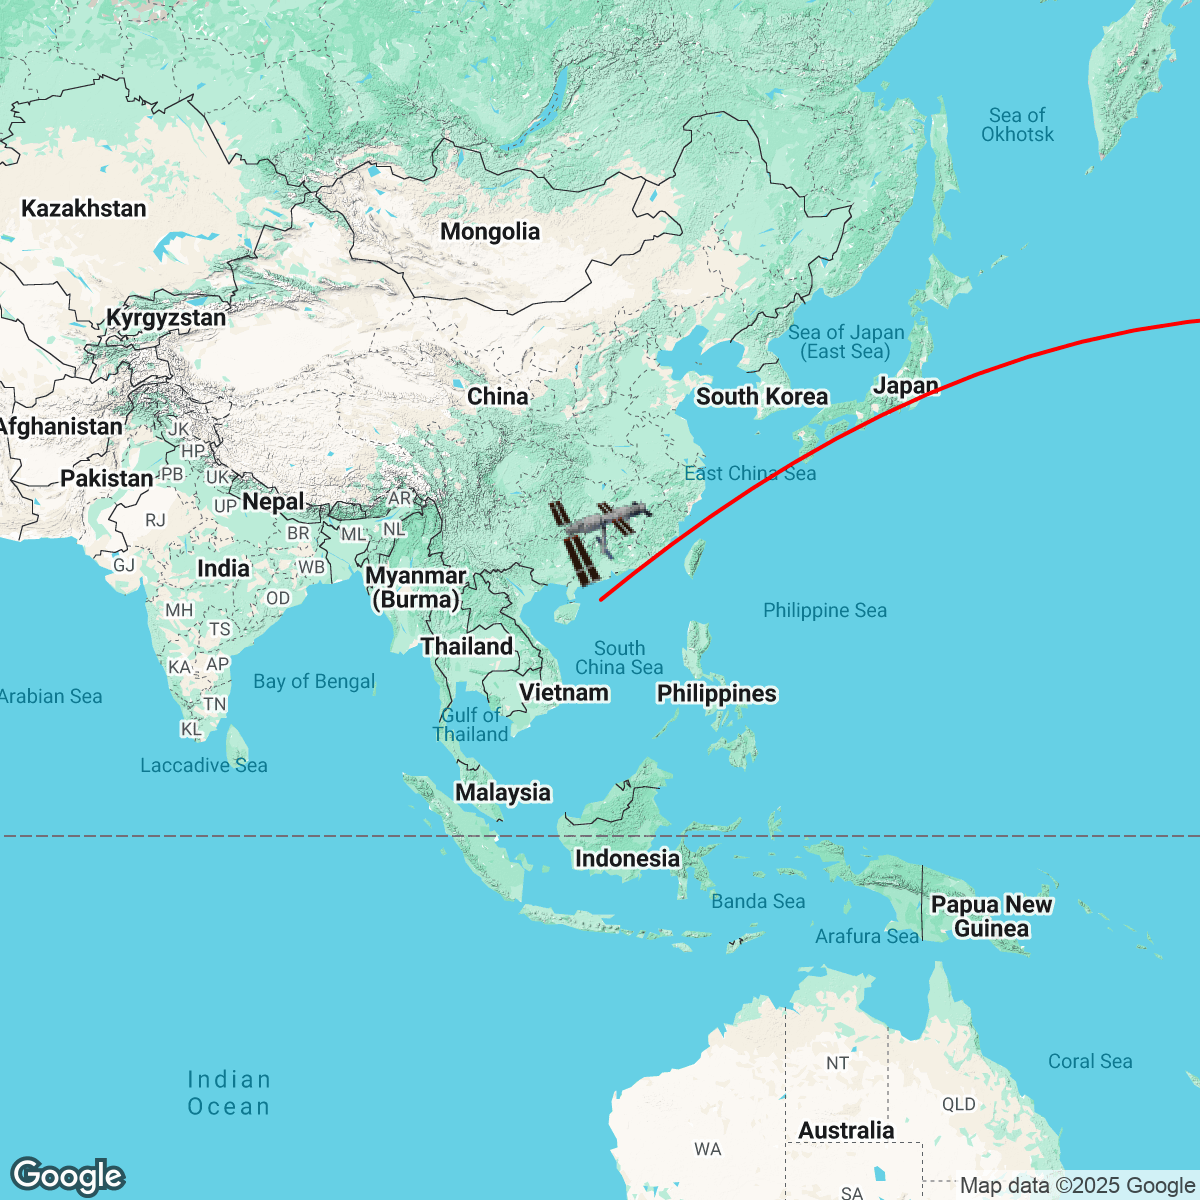 Sea of
Okhotsk
Kazakhstan
Mongolia
Kyrgyzstan
Sea of Japan
(East Sea)
China
South Korea
Japan
Afghanistan
JK
HP
Pakistan
PB
UK
East China Sea
Nepal
AR
UP
RJ
BR
ML
NL
GJ
India
WB
Myanmar
(Burma)
OD
MH
Philippine Sea
TS
Thailand
South
China Sea
KA
AP
Bay of Bengal
Vietnam
Philippines
Arabian Sea
TN
KL
Gulf of
Thailand
Laccadive Sea
Malaysia
Indonesia
Banda Sea
Papua New
Guinea
Arafura Sea
Indian
Ocean
NT
Coral Sea
QLD
Australia
WA
SA
Google
Map data ©2025 Google